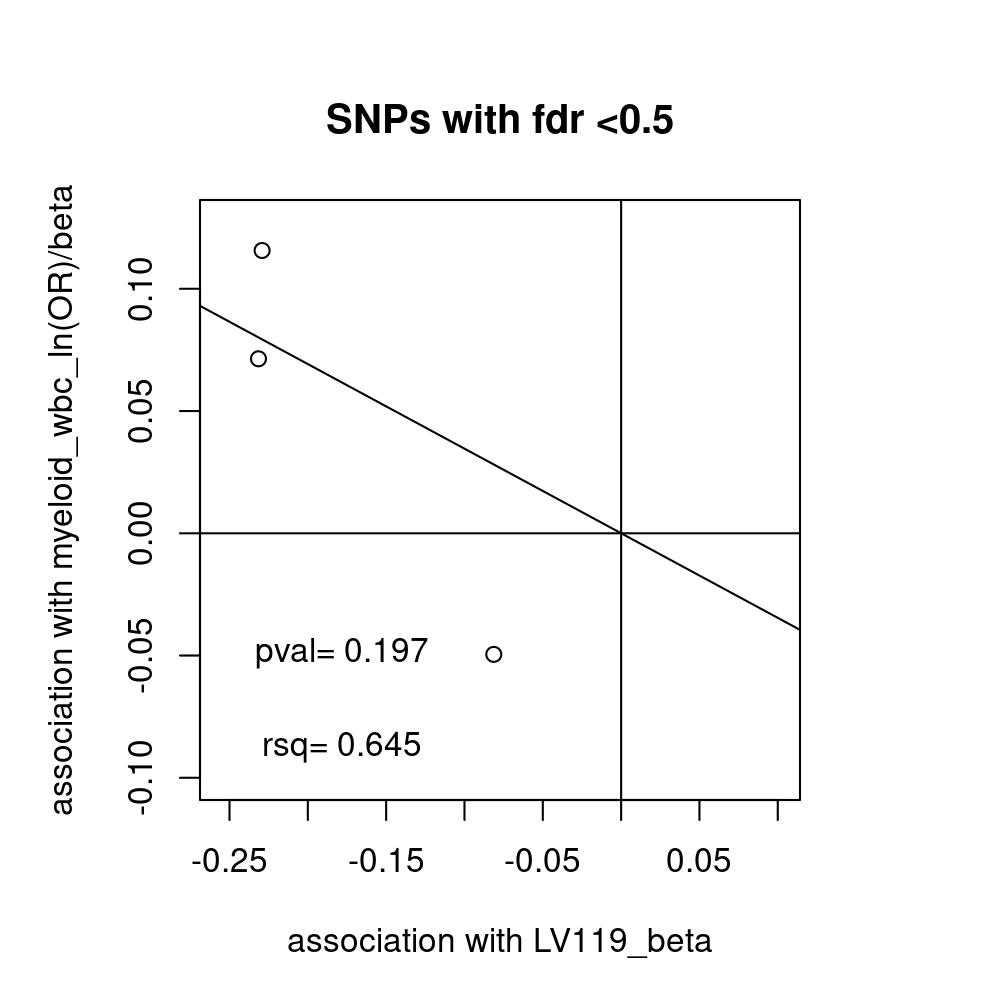 SNPs with fdr <0.5
association with myeloid_wbc_ln(OR)/beta
0.10
0.05
0.00
-0.05
-0.10
pval= 0.197
rsq= 0.645
-0.25 -0.15 -0.05 0.05
association with LV119_beta